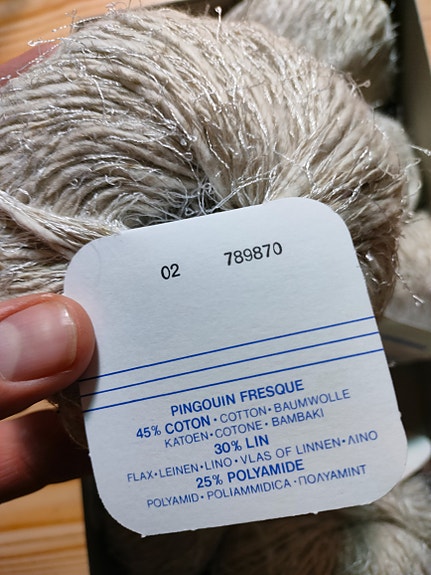 02 789870
PINGOUIN FRESQUE
45% COTON • COTTON • BAUMWOLLE
KATOEN • COTONE • BAMBAKI
30% LIN
FLAX • LEINEN • LINO • VLAS OF LINNEN • ΛΙΝΟ
25% POLYAMIDE
POLYAMID • POLIAMMIDICA • ΠΟΛΥΑΜΙΝΤ